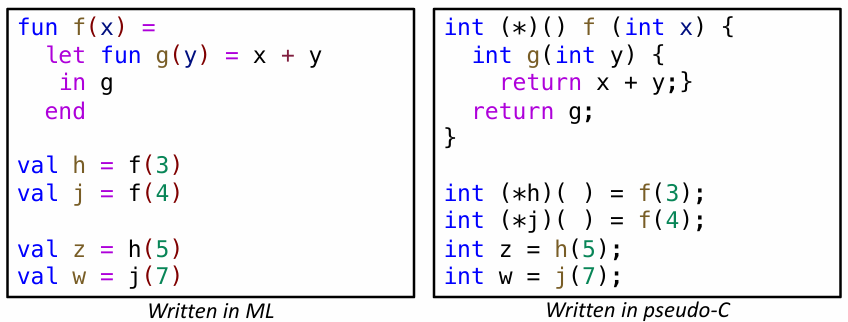 fun f(x) =
let fun g(y) = x + y
in g
end
val h = f(3)
val j = f(4)
val z = h(5)
val w = j(7)
Written in ML
int (*)() f (int x) {
int g(int y) {
return x + y;}
return g;
}
int (*h)( ) = f(3);
int (*j)( ) = f(4);
int z = h(5);
int w = j(7);
Written in pseudo-C